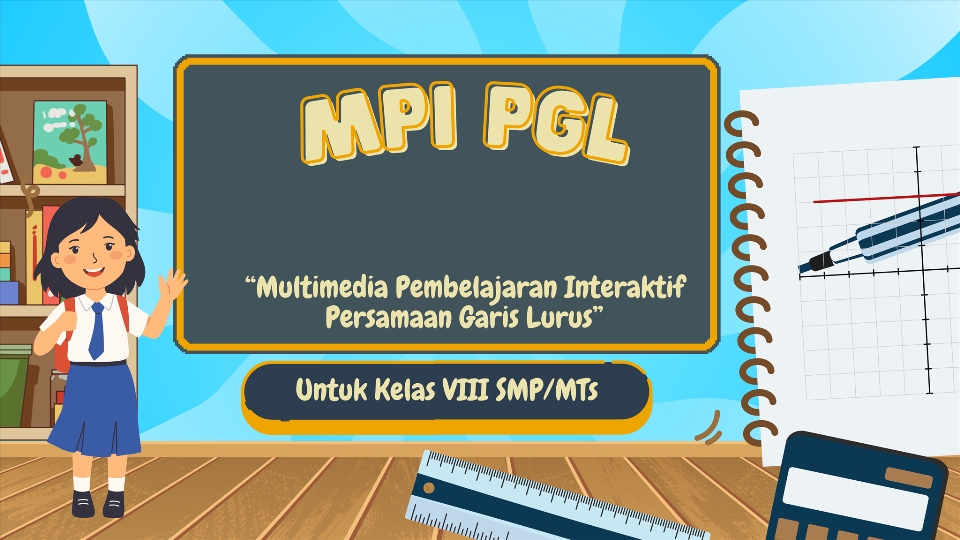 MPI PGL
“Multimedia Pembelajaran Interaktif
Persamaan Garis Lurus”
Untuk Kelas VIII SMP/MTs